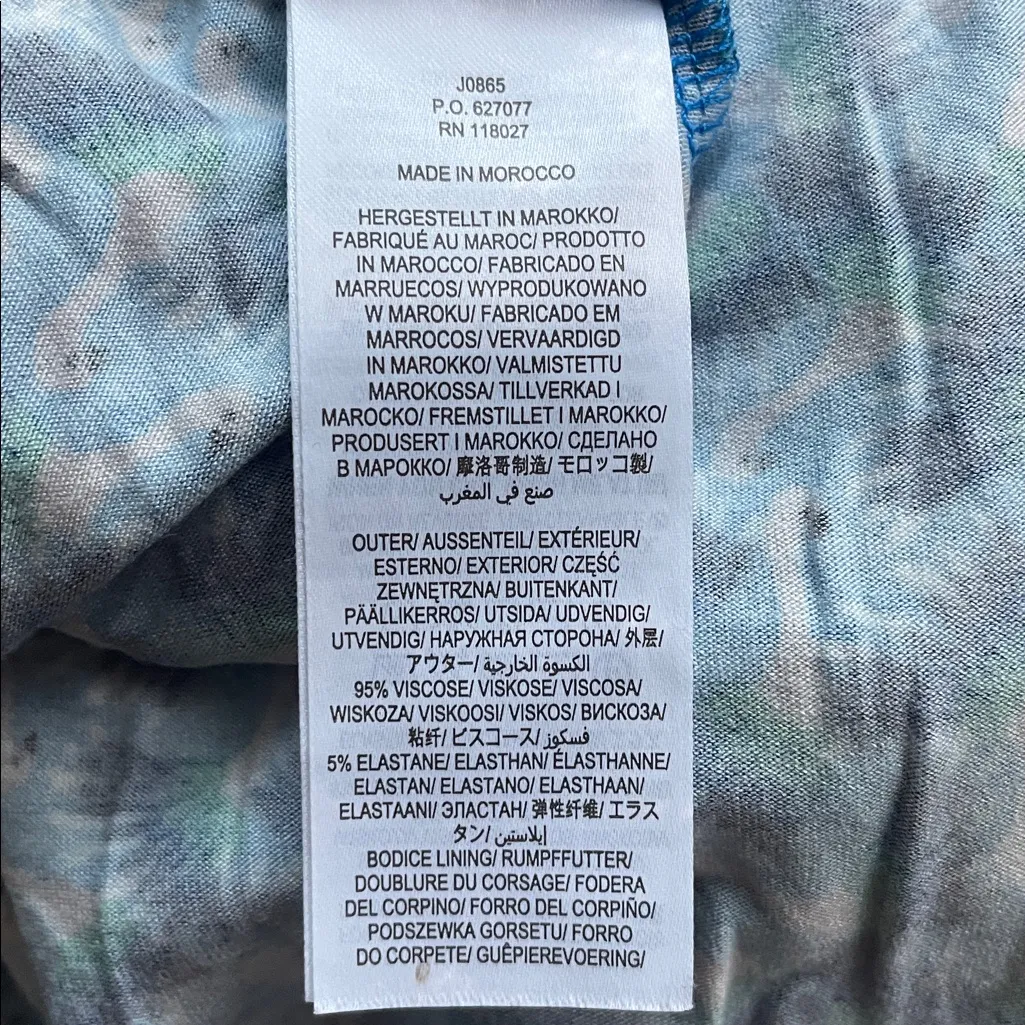 J0865
P.O. 627077
RN 118027
MADE IN MOROCCO
HERGESTELLT IN MAROKKO/
FABRIQUÉ AU MAROC/ PRODOTTO
IN MAROCCO/ FABRICADO EN
MARRUECOS/ WYPRODUKOWANO
W MAROKU/ FABRICADO EM
MARROCOS/ VERVAARDIGD
IN MAROKKO/ VALMISTETTU
MAROKOSSA/ TILLVERKAD I
MAROCKO/ FREMSTILLET I MAROKKO/
PRODUSERT I MAROKKO/ СДЕЛАНО
В МАРОККО/ 摩洛哥制造/ モロッコ製/
صنع في المغرب
OUTER/ AUSSENTEIL/ EXTÉRIEUR/
ESTERNO/ EXTERIOR/ CZĘŚĆ
ZEWNĘTRZNA/ BUITENKANT/
PÄÄLLIKERROS/ UTSIDA/ UDVENDIG/
UTVENDIG/ НАРУЖНАЯ СТОРОНА/ 外层/
アウター/ الكسوة الخارجية
95% VISCOSE/ VISKOSE/ VISCOSA/
WISKOZA/ VISKOOSI/ VISKOS/ ВИСКОЗА/
粘纤/ ビスコース/ فسكوز
5% ELASTANE/ ELASTHAN/ ÉLASTHANNE/
ELASTAN/ ELASTANO/ ELASTHAAN/
ELASTAANI/ ЭЛАСТАН/ 弹性纤维/ エラス
タン/ إيلاستين
BODICE LINING/ RUMPFFUTTER/
DOUBLURE DU CORSAGE/ FODERA
DEL CORPINO/ FORRO DEL CORPIÑO/
PODSZEWKA GORSETU/ FORRO
DO CORPETE/ GUÊPIEREVOERING/